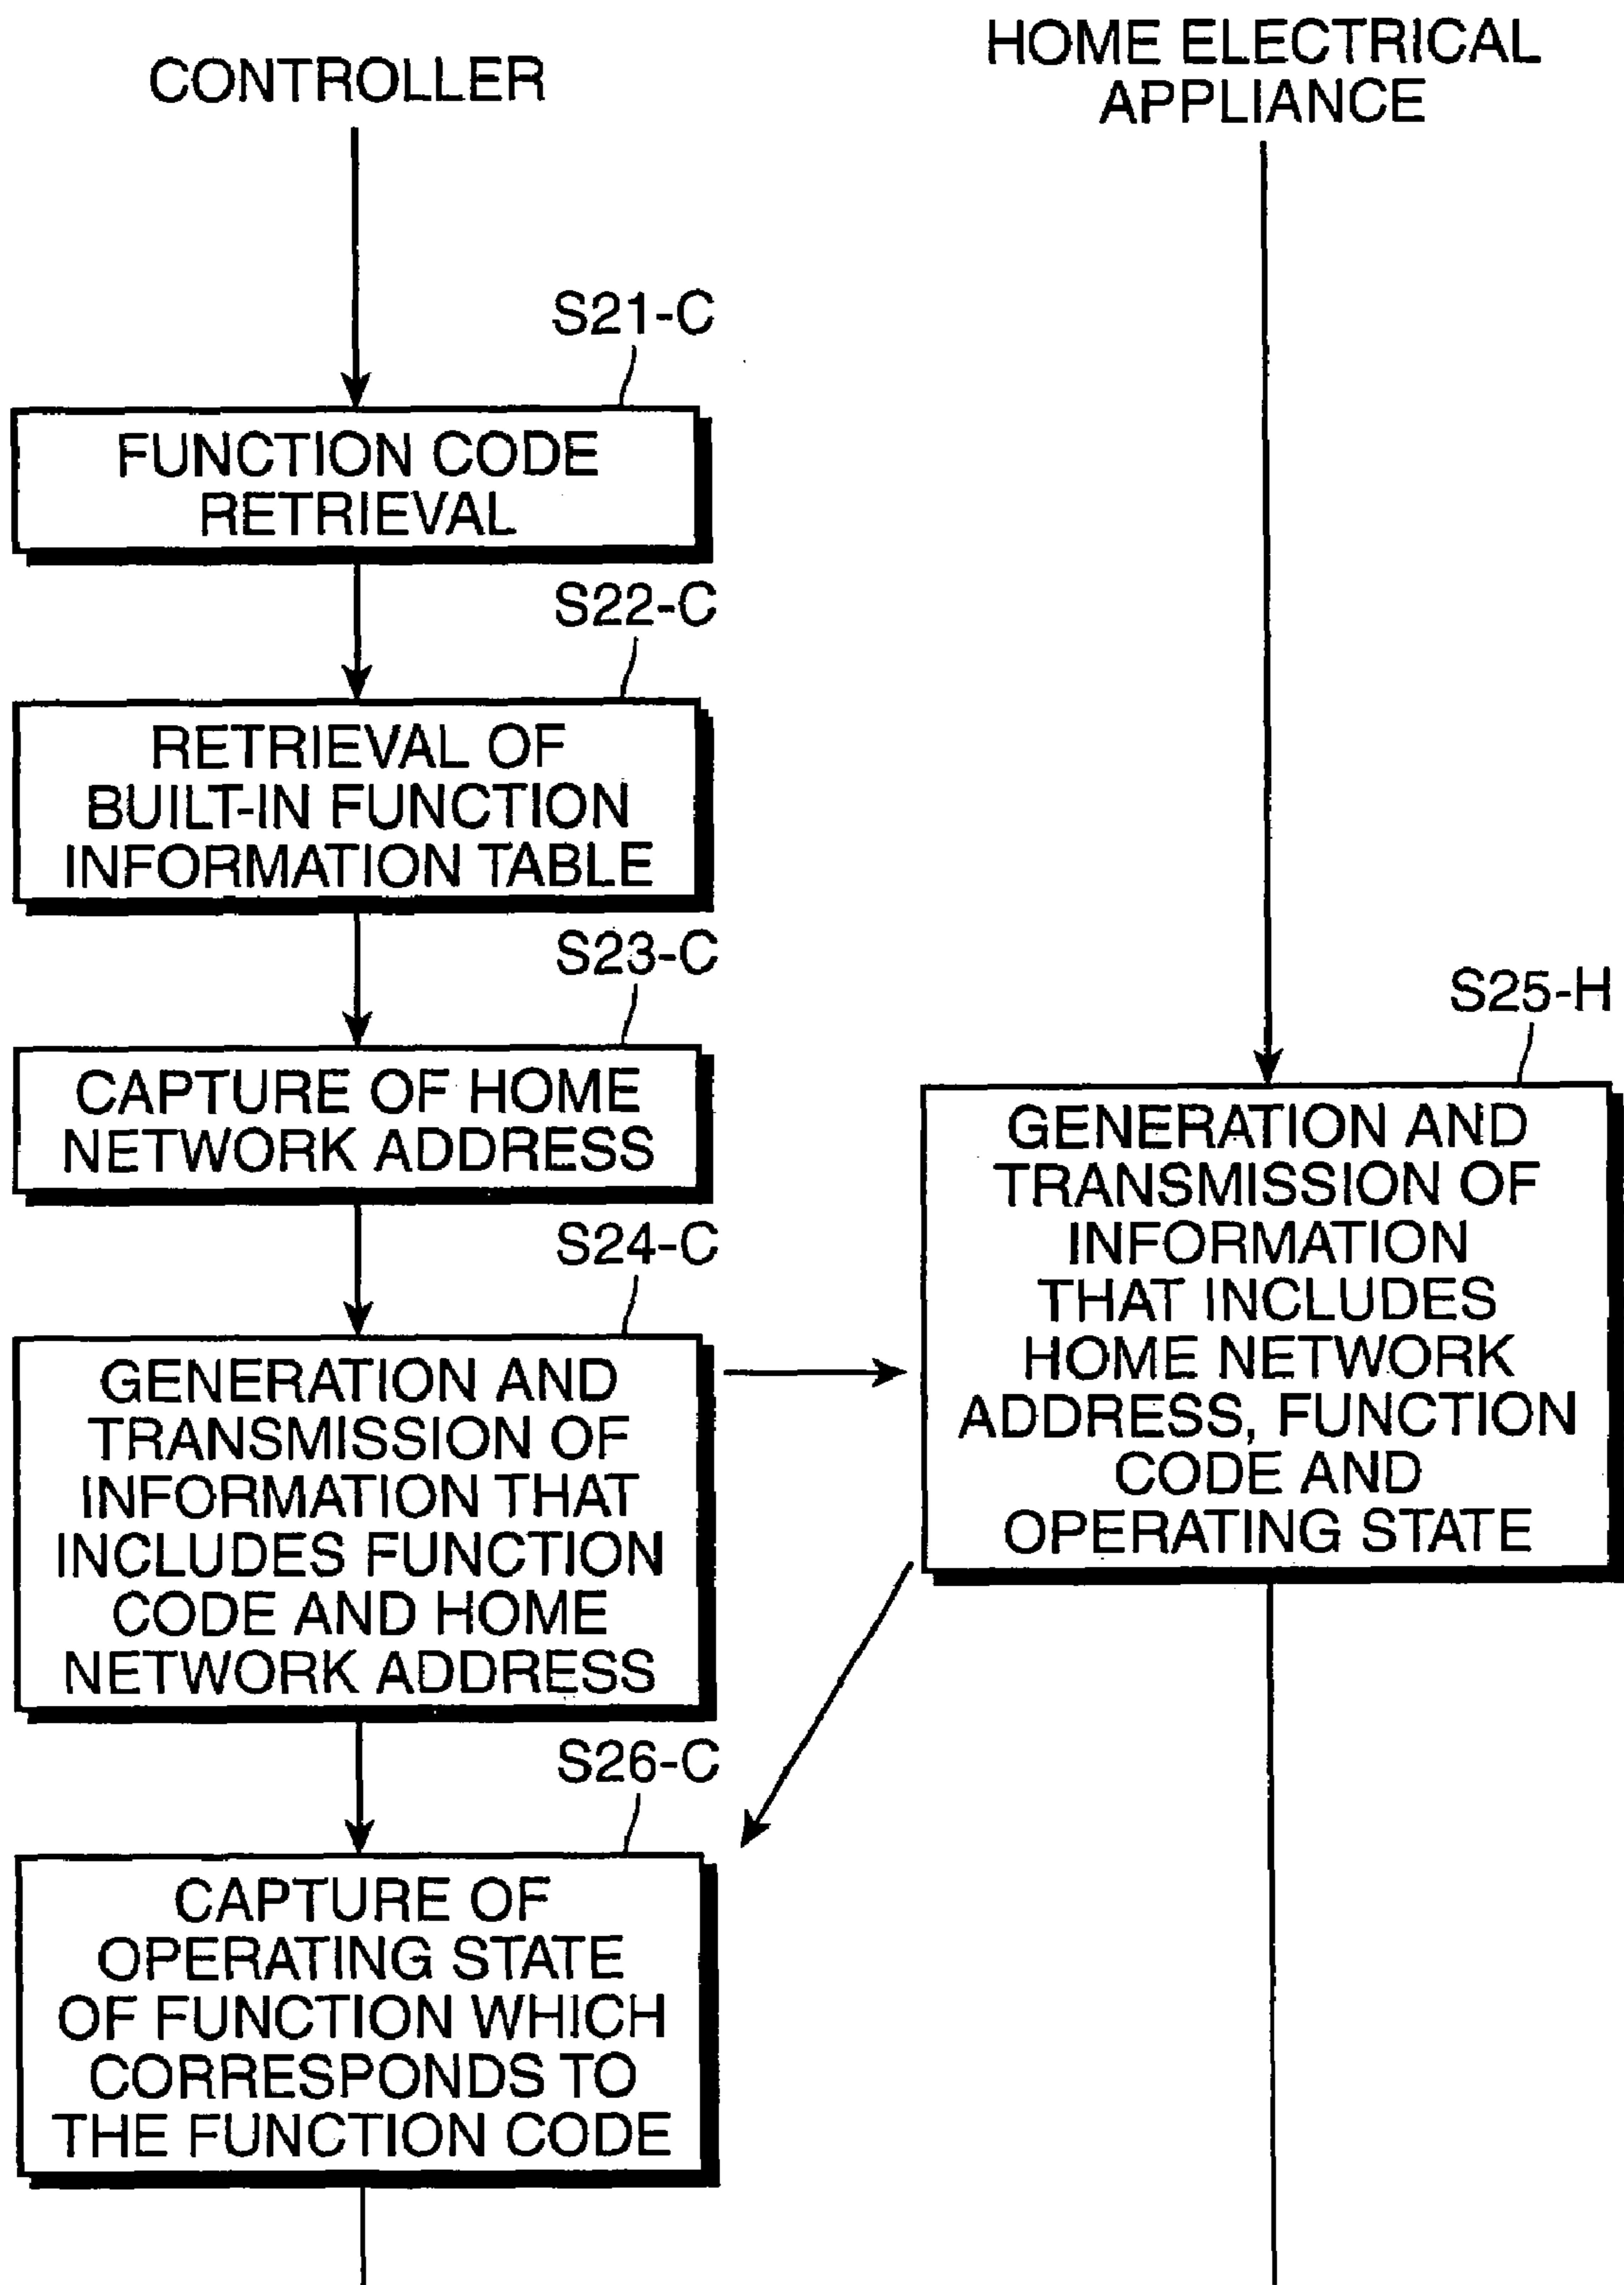 CONTROLLER
HOME ELECTRICAL
APPLIANCE
S21-C
FUNCTION CODE
RETRIEVAL
S22-C
RETRIEVAL OF
BUILT-IN FUNCTION
INFORMATION TABLE
S23-C
CAPTURE OF HOME
NETWORK ADDRESS
S24-C
GENERATION AND
TRANSMISSION OF
INFORMATION THAT
INCLUDES FUNCTION
CODE AND HOME
NETWORK ADDRESS
S25-H
GENERATION AND
TRANSMISSION OF
INFORMATION
THAT INCLUDES
HOME NETWORK
ADDRESS, FUNCTION
CODE AND
OPERATING STATE
S26-C
CAPTURE OF
OPERATING STATE
OF FUNCTION WHICH
CORRESPONDS TO
THE FUNCTION CODE